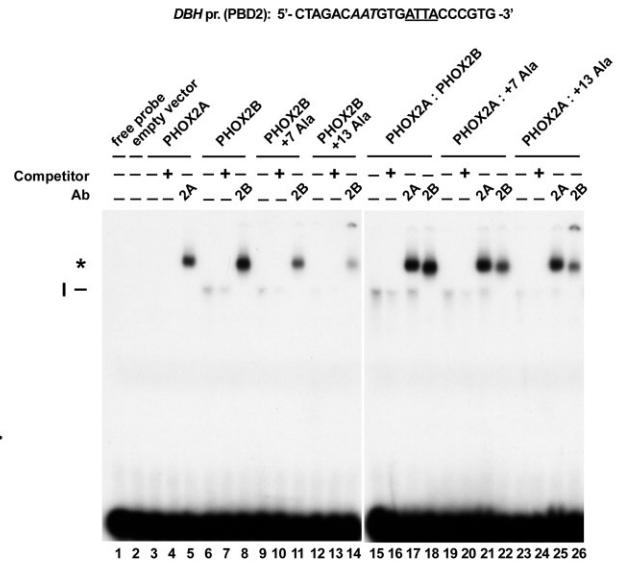 DBH pr. (PBD2): 5'- CTAGACAATGTGATTACCCGTG -3'
free probe
empty vector
PHOX2A
PHOX2B
PHOX2B +7 Ala
PHOX2B +13 Ala
PHOX2A : PHOX2B
PHOX2A : +7 Ala
PHOX2A : +13 Ala
Competitor – – – + – – + – – + – – + – – + – – – + – – – + – –
Ab – – – – 2A – – 2B – – 2B – – 2B – – 2A 2B – – 2A 2B – – 2A 2B
*
I –
1 2 3 4 5 6 7 8 9 10 11 12 13 14 15 16 17 18 19 20 21 22 23 24 25 26